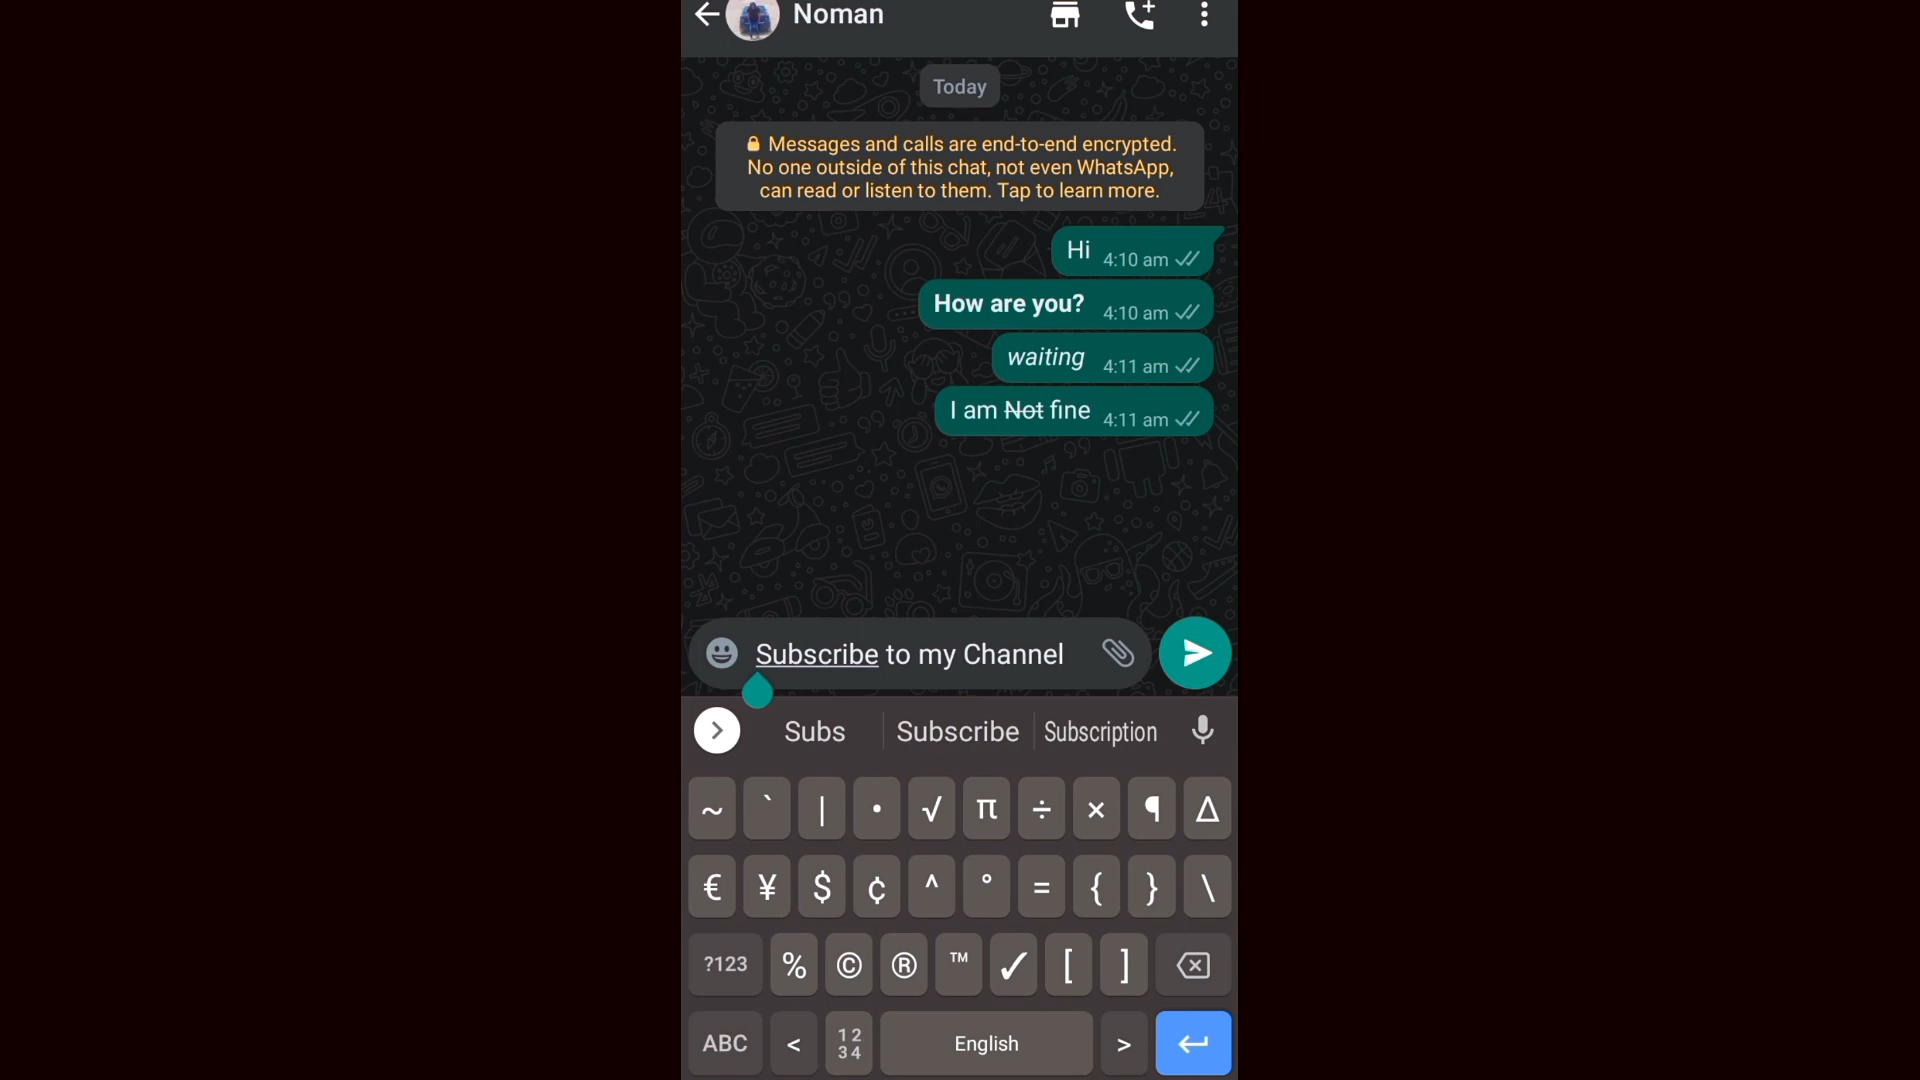 Noman
Today
Messages and calls are end-to-end encrypted.
No one outside of this chat, not even WhatsApp,
can read or listen to them. Tap to learn more.
Hi 4:10 am
How are you? 4:10 am
waiting 4:11 am
I am Not fine 4:11 am
Subscribe to my Channel
Subs Subscribe Subscription
~ ` | • √ π ÷ × ¶ Δ
€ ¥ $ ¢ ^ ° = { } \
?123 % © ® ™ ✓ [ ]
ABC < 12 34 English >